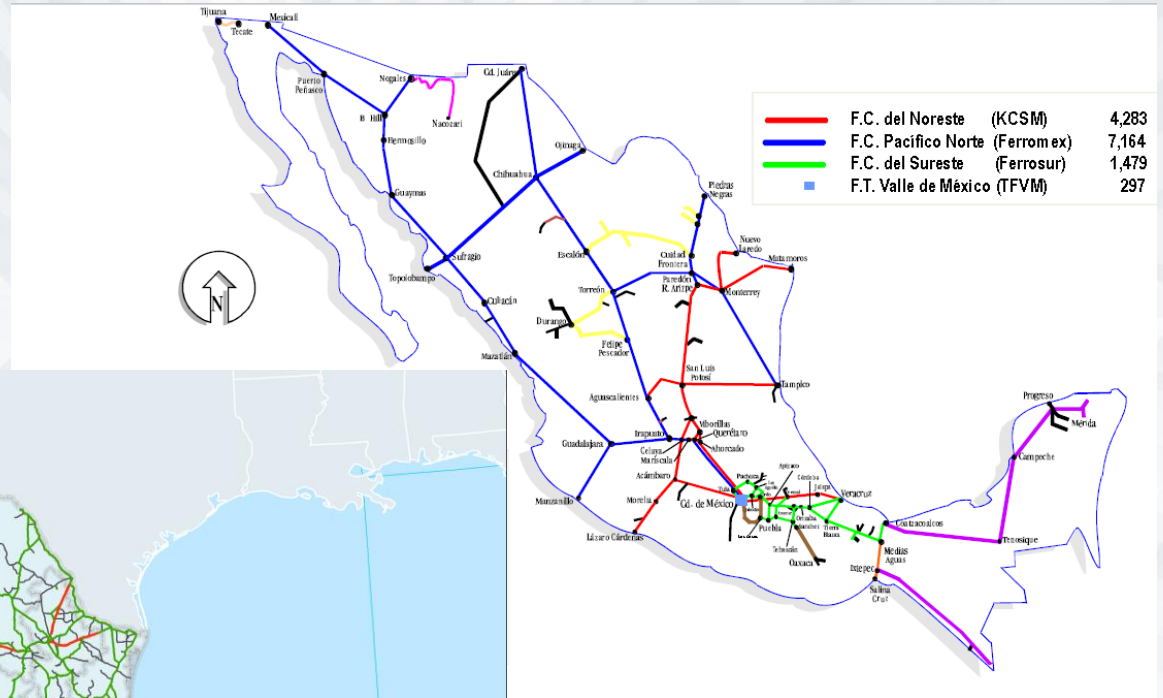 Tijuana
Tecate
Mexicali
Puerto
Peñasco
Nogales
Nacozari
B. Hill
Hermosillo
Guaymas
Cd. Juárez
Ojinaga
Chihuahua
Sufragio
Topolobampo
Culiacán
Mazatlán
Escalón
Torreón
Durango
Felipe
Pescador
Piedras
Negras
Nuevo
Laredo
Matamoros
Ciudad
Frontera
Paredón
R. Arizpe
Monterrey
San Luis
Potosí
Tampico
Aguascalientes
Irapuato
Guadalajara
Manzanillo
Querétaro
Ahorcado
Celaya
Mariscala
Acámbaro
Morelia
Lázaro Cárdenas
Pachuca
Cd. de México
Puebla
Jalapa
Veracruz
Tierra
Blanca
Tehuacán
Oaxaca
Coatzacoalcos
Medias
Aguas
Ixtepec
Salina
Cruz
Tenosique
Campeche
Progreso
Mérida
N
F.C. del Noreste (KCSM) 4,283
F.C. Pacífico Norte (Ferromex) 7,164
F.C. del Sureste (Ferrosur) 1,479
F.T. Valle de México (TFVM) 297